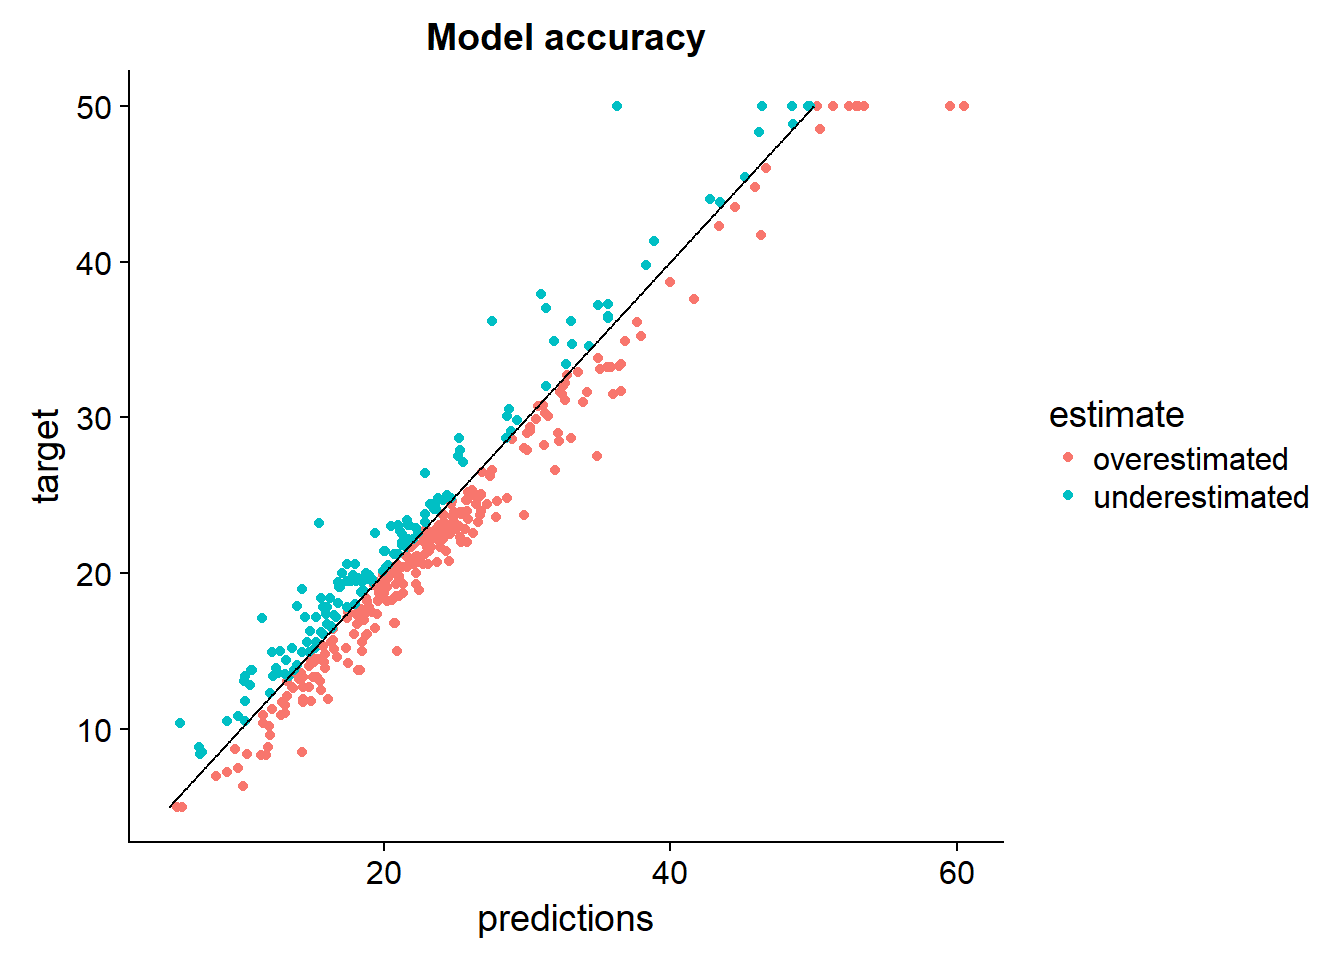 Model accuracy
50
40
30
20
10
target
20
40
60
predictions
estimate
overestimated
underestimated